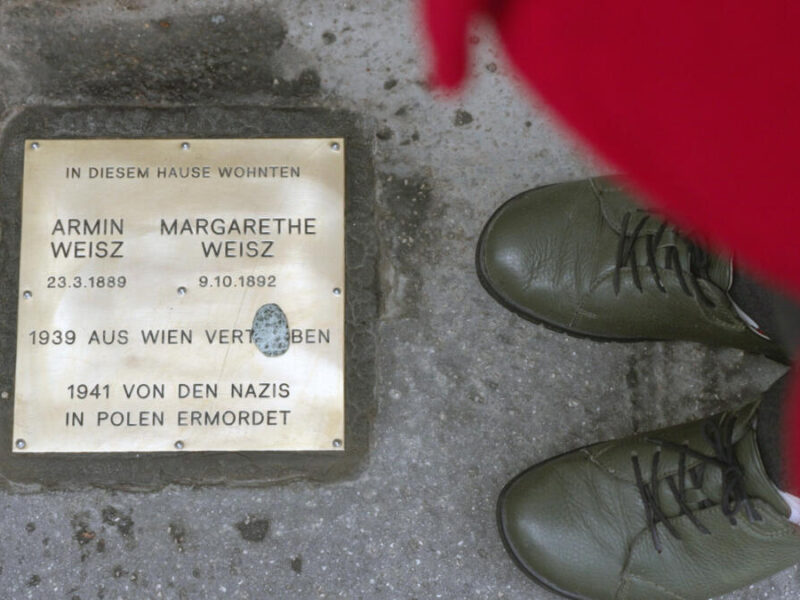 IN DIESEM HAUSE WOHNTEN
ARMIN MARGARETHE
WEISZ WEISZ
23.3.1889 9.10.1892
1939 AUS WIEN
1941 VON DEN NAZIS
IN POLEN ERMORDET